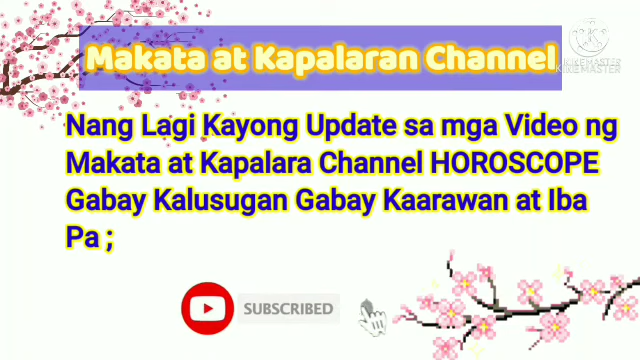 Makata at Kapalaran Channel
KINEMASTER
KINEMASTER
Nang Lagi Kayong Update sa mga Video ng
Makata at Kapalara Channel HOROSCOPE
Gabay Kalusugan Gabay Kaarawan at Iba
Pa ;
SUBSCRIBED